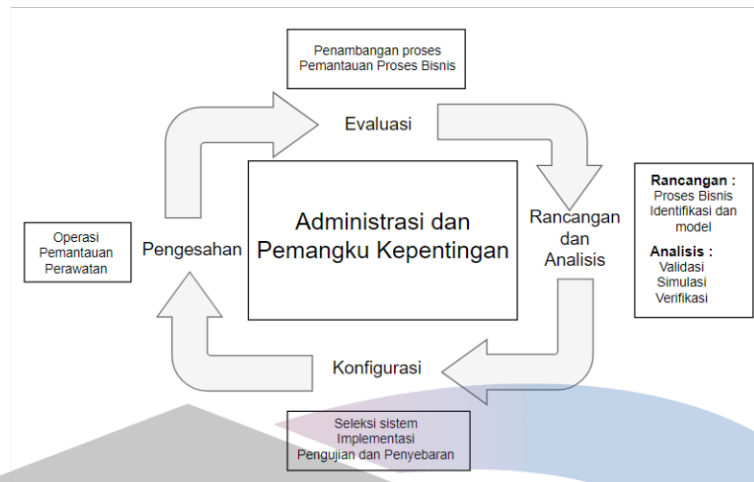 Penambangan proses
Pemantauan Proses Bisnis
Evaluasi
Administrasi dan
Pemangku Kepentingan
Rancangan
dan
Analisis
Rancangan :
Proses Bisnis
Identifikasi dan
model
Analisis :
Validasi
Simulasi
Verifikasi
Konfigurasi
Seleksi sistem
Implementasi
Pengujian dan Penyebaran
Pengesahan
Operasi
Pemantauan
Perawatan